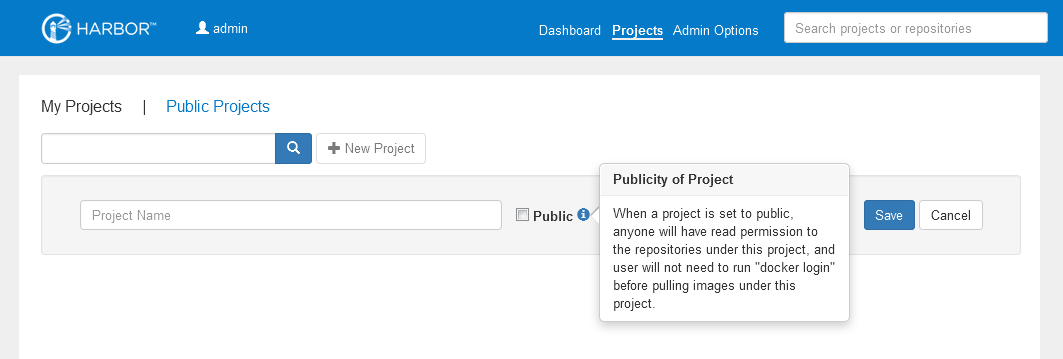 HARBOR™
admin
Dashboard Projects Admin Options
Search projects or repositories
My Projects | Public Projects
New Project
Project Name
Public
Publicity of Project
When a project is set to public,
anyone will have read permission to
the repositories under this project, and
user will not need to run "docker login"
before pulling images under this
project.
Save Cancel